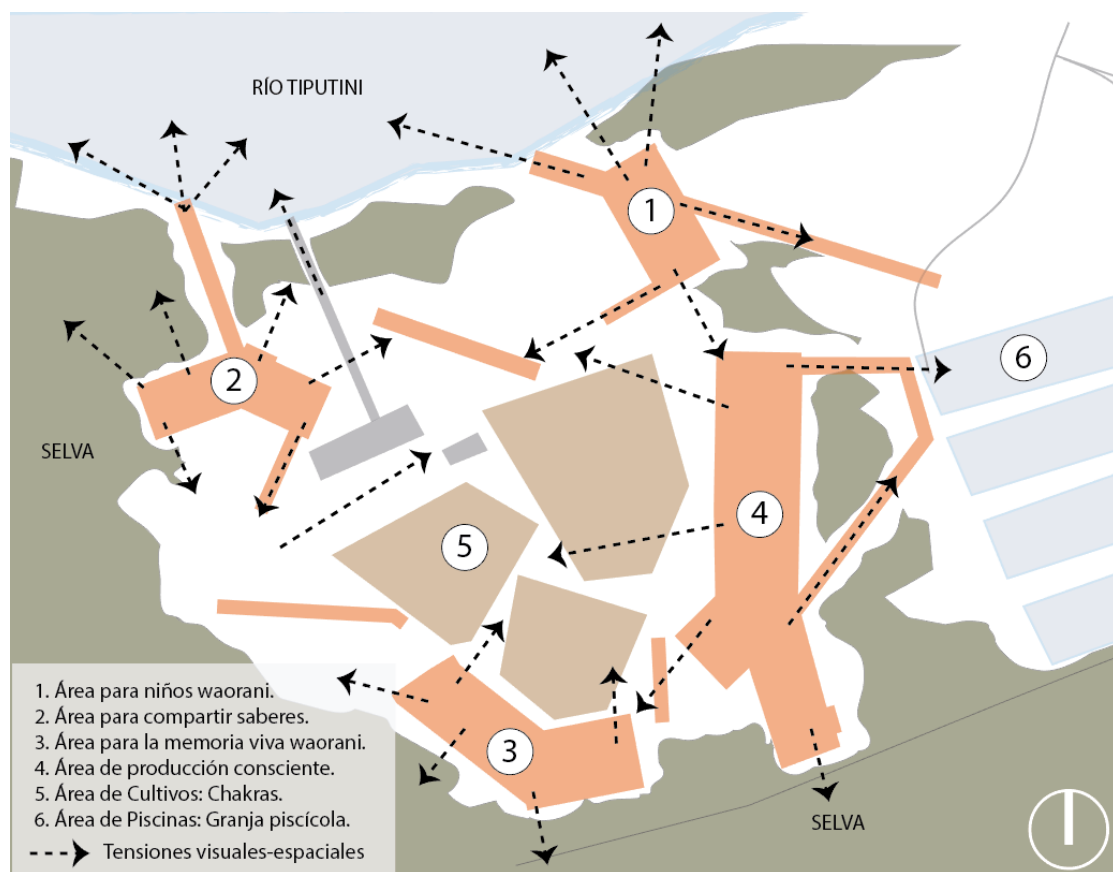 RÍO TIPUTINI
1
6
2
SELVA
4
5
3
SELVA
1. Área para niños waorani.
2. Área para compartir saberes.
3. Área para la memoria viva waorani.
4. Área de producción consciente.
5. Área de Cultivos: Chakras.
6. Área de Piscinas: Granja piscícola.
Tensiones visuales-espaciales